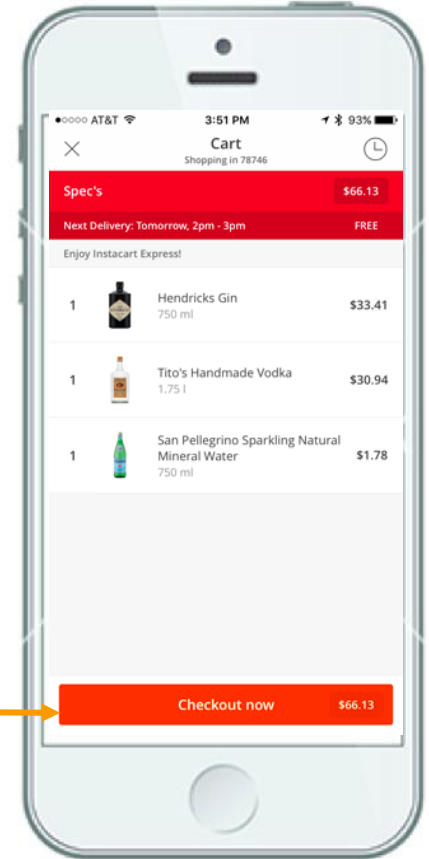 AT&T 3:51 PM 93%
Cart
Shopping in 78746
Spec's $66.13
Next Delivery: Tomorrow, 2pm - 3pm FREE
Enjoy Instacart Express!
1 Hendricks Gin $33.41
750 ml
1 Tito's Handmade Vodka $30.94
1.75 l
San Pellegrino Sparkling Natural
1 Mineral Water $1.78
750 ml
Checkout now $66.13